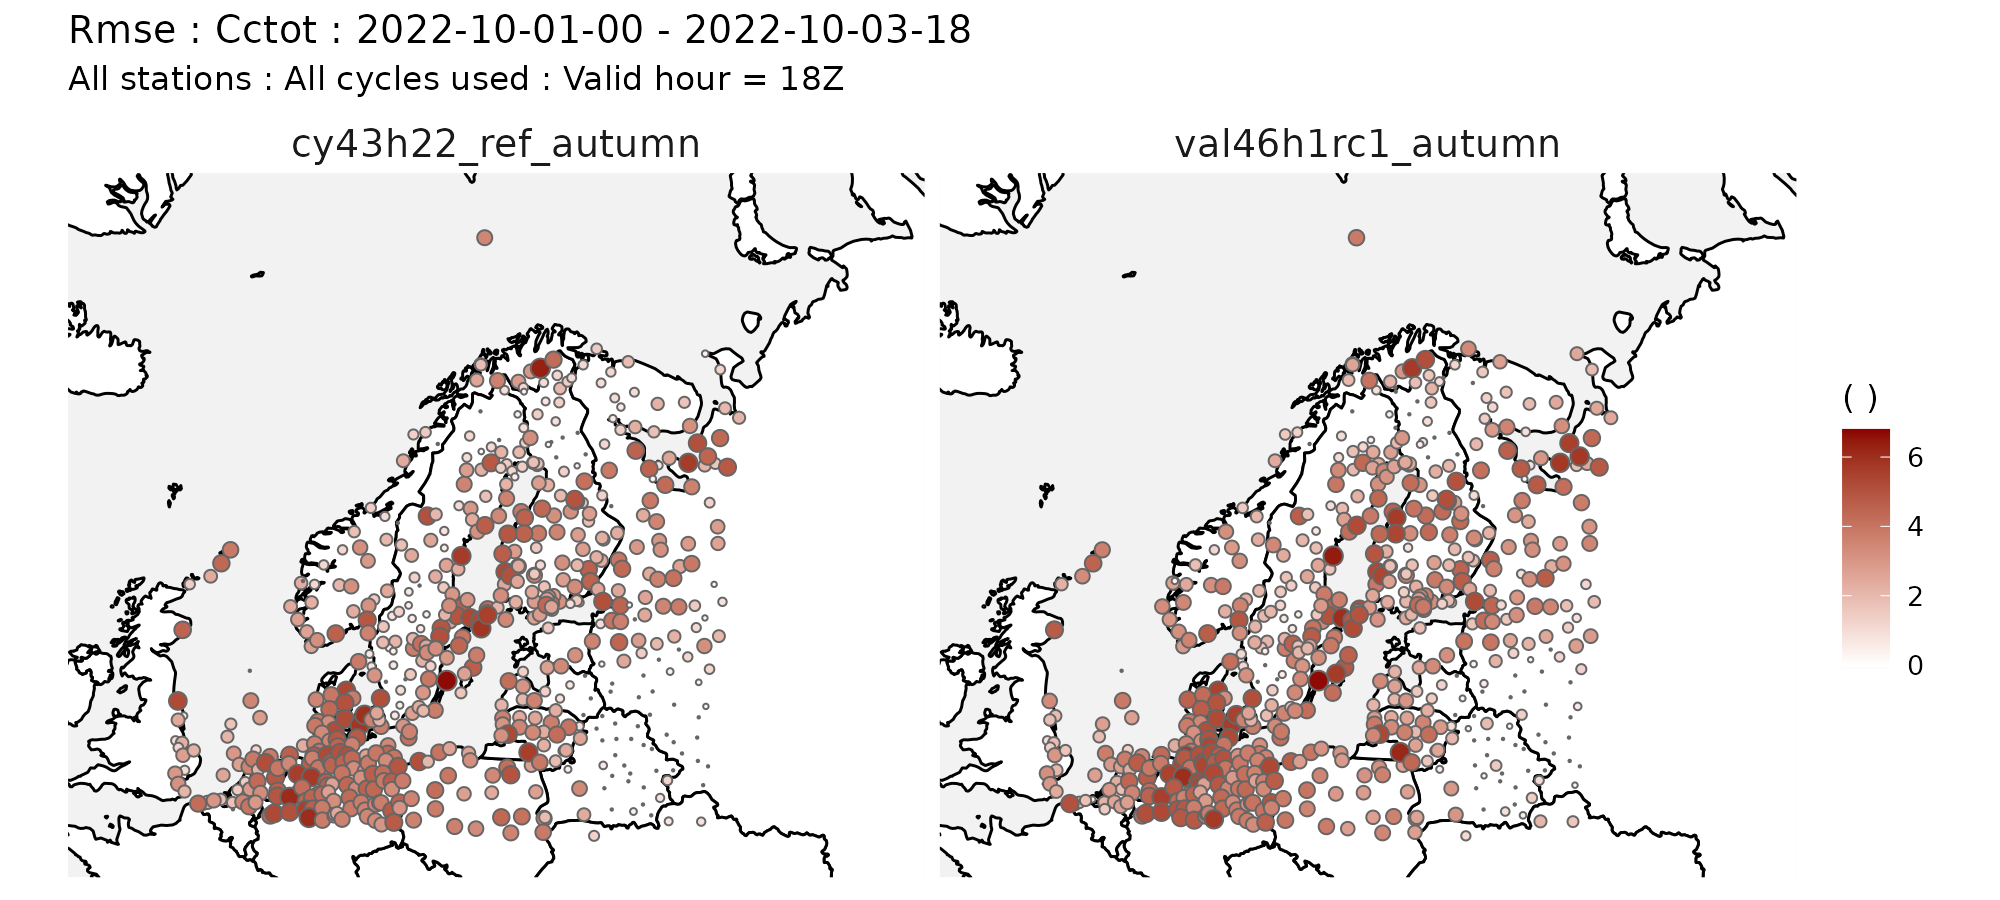 Rmse : Cctot : 2022-10-01-00 - 2022-10-03-18
All stations : All cycles used : Valid hour = 18Z
cy43h22_ref_autumn
val46h1rc1_autumn
( )
6
4
2
0